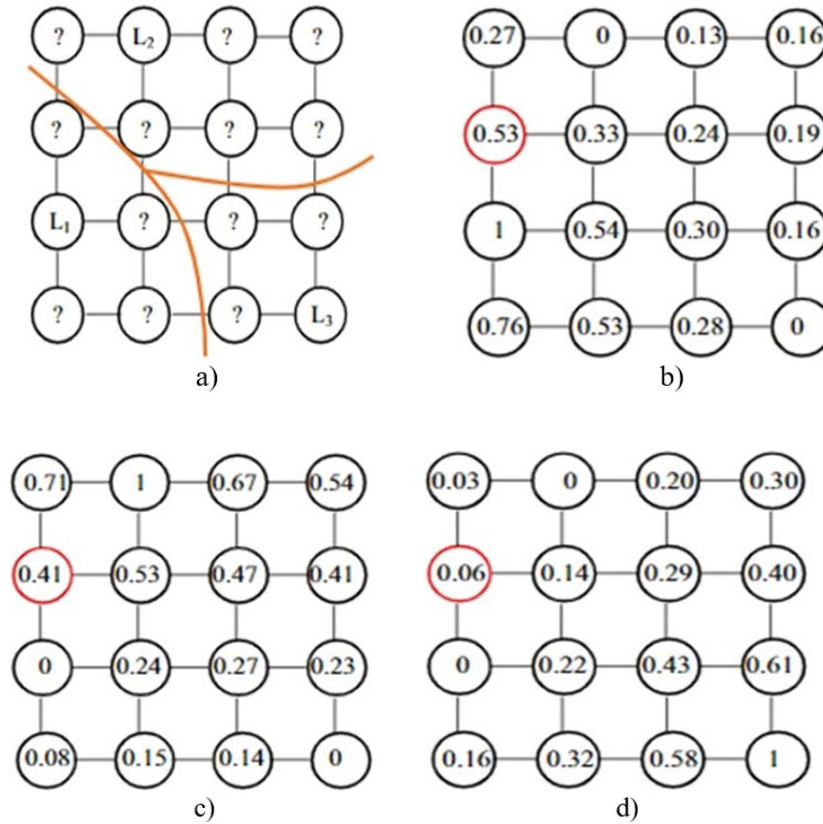 ? L₂ ? ?
? ? ? ?
L₁ ? ? ?
? ? ? L₃
a)
0.27 0 0.13 0.16
0.53 0.33 0.24 0.19
1 0.54 0.30 0.16
0.76 0.53 0.28 0
b)
0.71 1 0.67 0.54
0.41 0.53 0.47 0.41
0 0.24 0.27 0.23
0.08 0.15 0.14 0
c)
0.03 0 0.20 0.30
0.06 0.14 0.29 0.40
0 0.22 0.43 0.61
0.16 0.32 0.58 1
d)